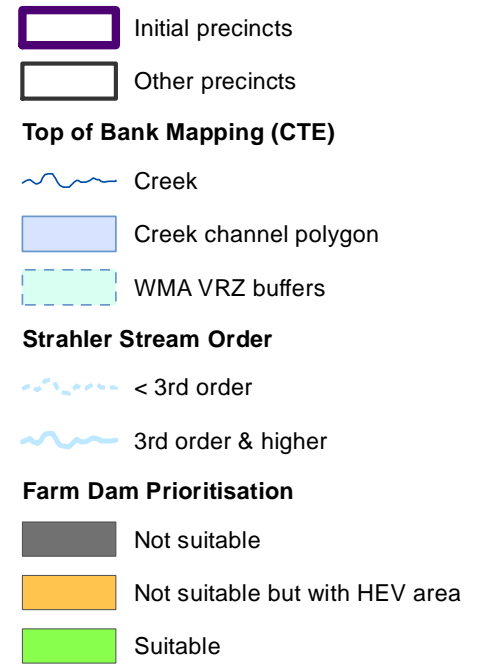 Initial precincts
Other precincts
Top of Bank Mapping (CTE)
Creek
Creek channel polygon
WMA VRZ buffers
Strahler Stream Order
< 3rd order
3rd order & higher
Farm Dam Prioritisation
Not suitable
Not suitable but with HEV area
Suitable